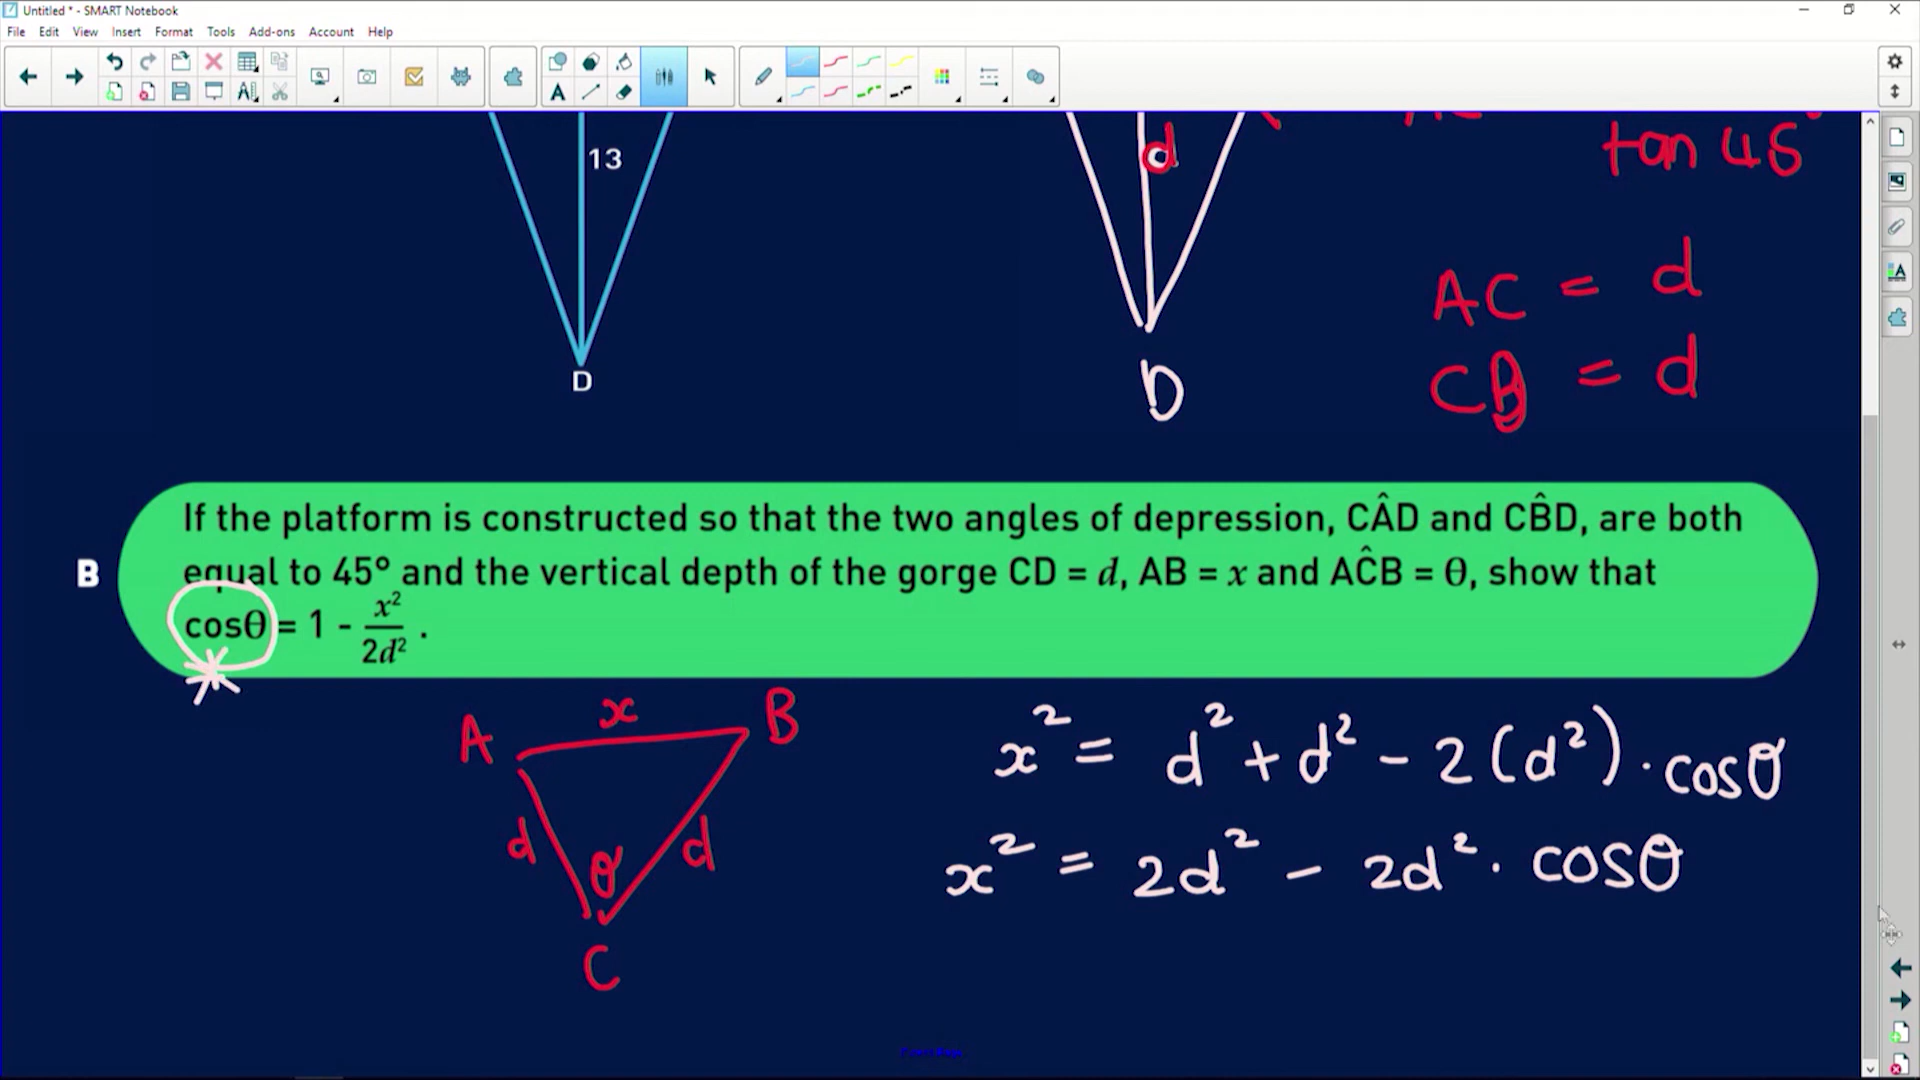 Untitled * - SMART Notebook
File Edit View Insert Format Tools Add-ons Account Help
13
d
tan 45°
D
D
AC = d
CB = d
B
If the platform is constructed so that the two angles of depression, CÂD and CB̂D, are both
equal to 45° and the vertical depth of the gorge CD = d, AB = x and AĈB = θ, show that
cosθ = 1 - x²/2d² .
A x B
d θ d
C
x² = d² + d² - 2(d²) · cosθ
x² = 2d² - 2d² · cosθ